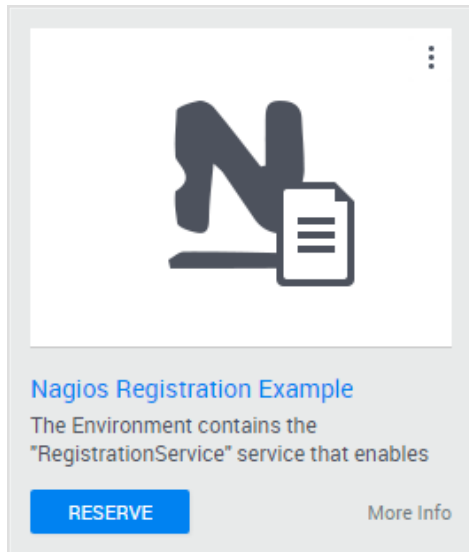 N
Nagios Registration Example
The Environment contains the
"RegistrationService" service that enables
RESERVE
More Info